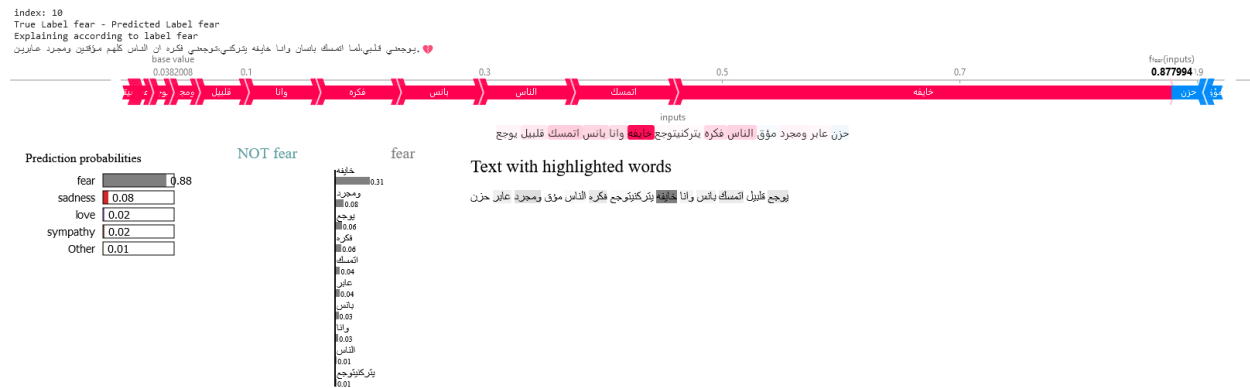 index: 10
True Label fear - Predicted Label fear
Explaining according to label fear
يوجعني قلبي،لما اتمسك بانسان وانا خايفه يتركني،توجعني فكره ان الناس كلهم مؤقتين ومجرد عابرين. 💔
base value
ffear(inputs)
0.0382008 0.1 0.3 0.5 0.7 0.877994 0.9
ومج قلبيل وانا فكره بانس الناس اتمسك خايفه حزن مؤق
inputs
يوجع قلبيل اتمسك بانس وانا خايفه يتركنيتوجع فكره الناس مؤق ومجرد عابر حزن
Prediction probabilities
fear 0.88
sadness 0.08
love 0.02
sympathy 0.02
Other 0.01
NOT fear fear
خايفه
0.31
ومجرد
0.08
يوجع
0.06
فكره
0.06
اتمسك
0.04
عابر
0.04
بانس
0.03
وانا
0.03
الناس
0.01
يتركنيتوجع
0.01
Text with highlighted words
يوجع قلبيل اتمسك بانس وانا خايفه يتركنيتوجع فكره الناس مؤق ومجرد عابر حزن